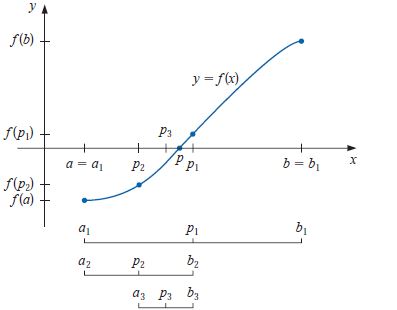 y
f(b)
y = f(x)
f(p₁)
p₃
a = a₁ p₂ p p₁ b = b₁ x
f(p₂)
f(a)
a₁ p₁ b₁
a₂ p₂ b₂
a₃ p₃ b₃